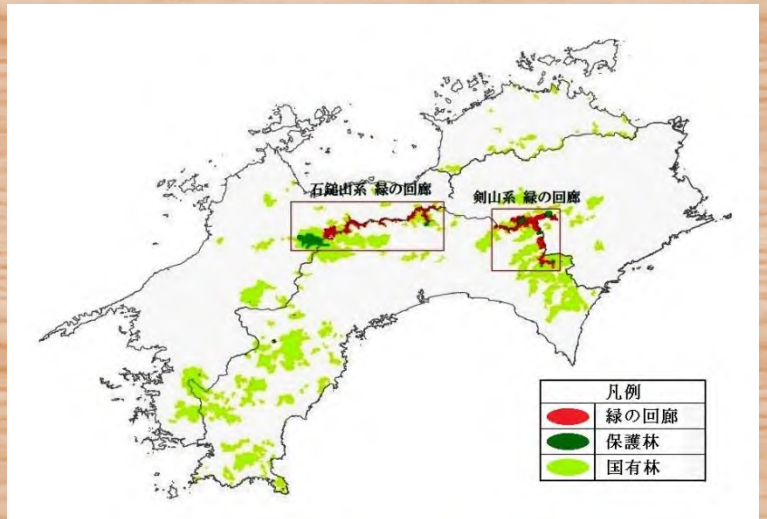 石鎚山系 緑の回廊
剣山系 緑の回廊
凡例
緑の回廊
保護林
国有林